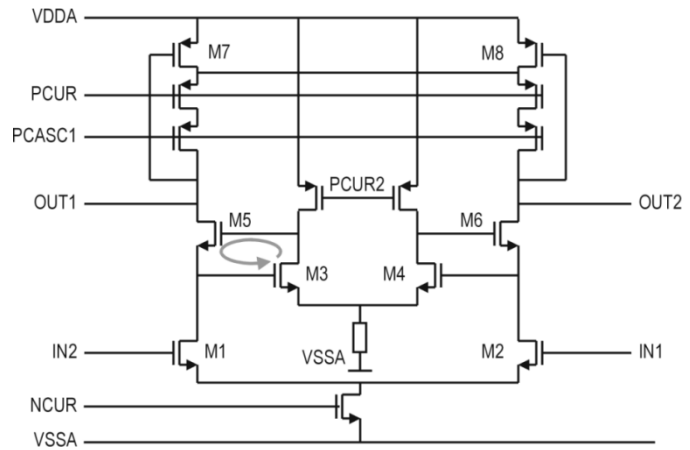 VDDA
M7
M8
PCUR
PCASC1
PCUR2
OUT1
OUT2
M5
M6
M3
M4
IN2
M1
VSSA
M2
IN1
NCUR
VSSA